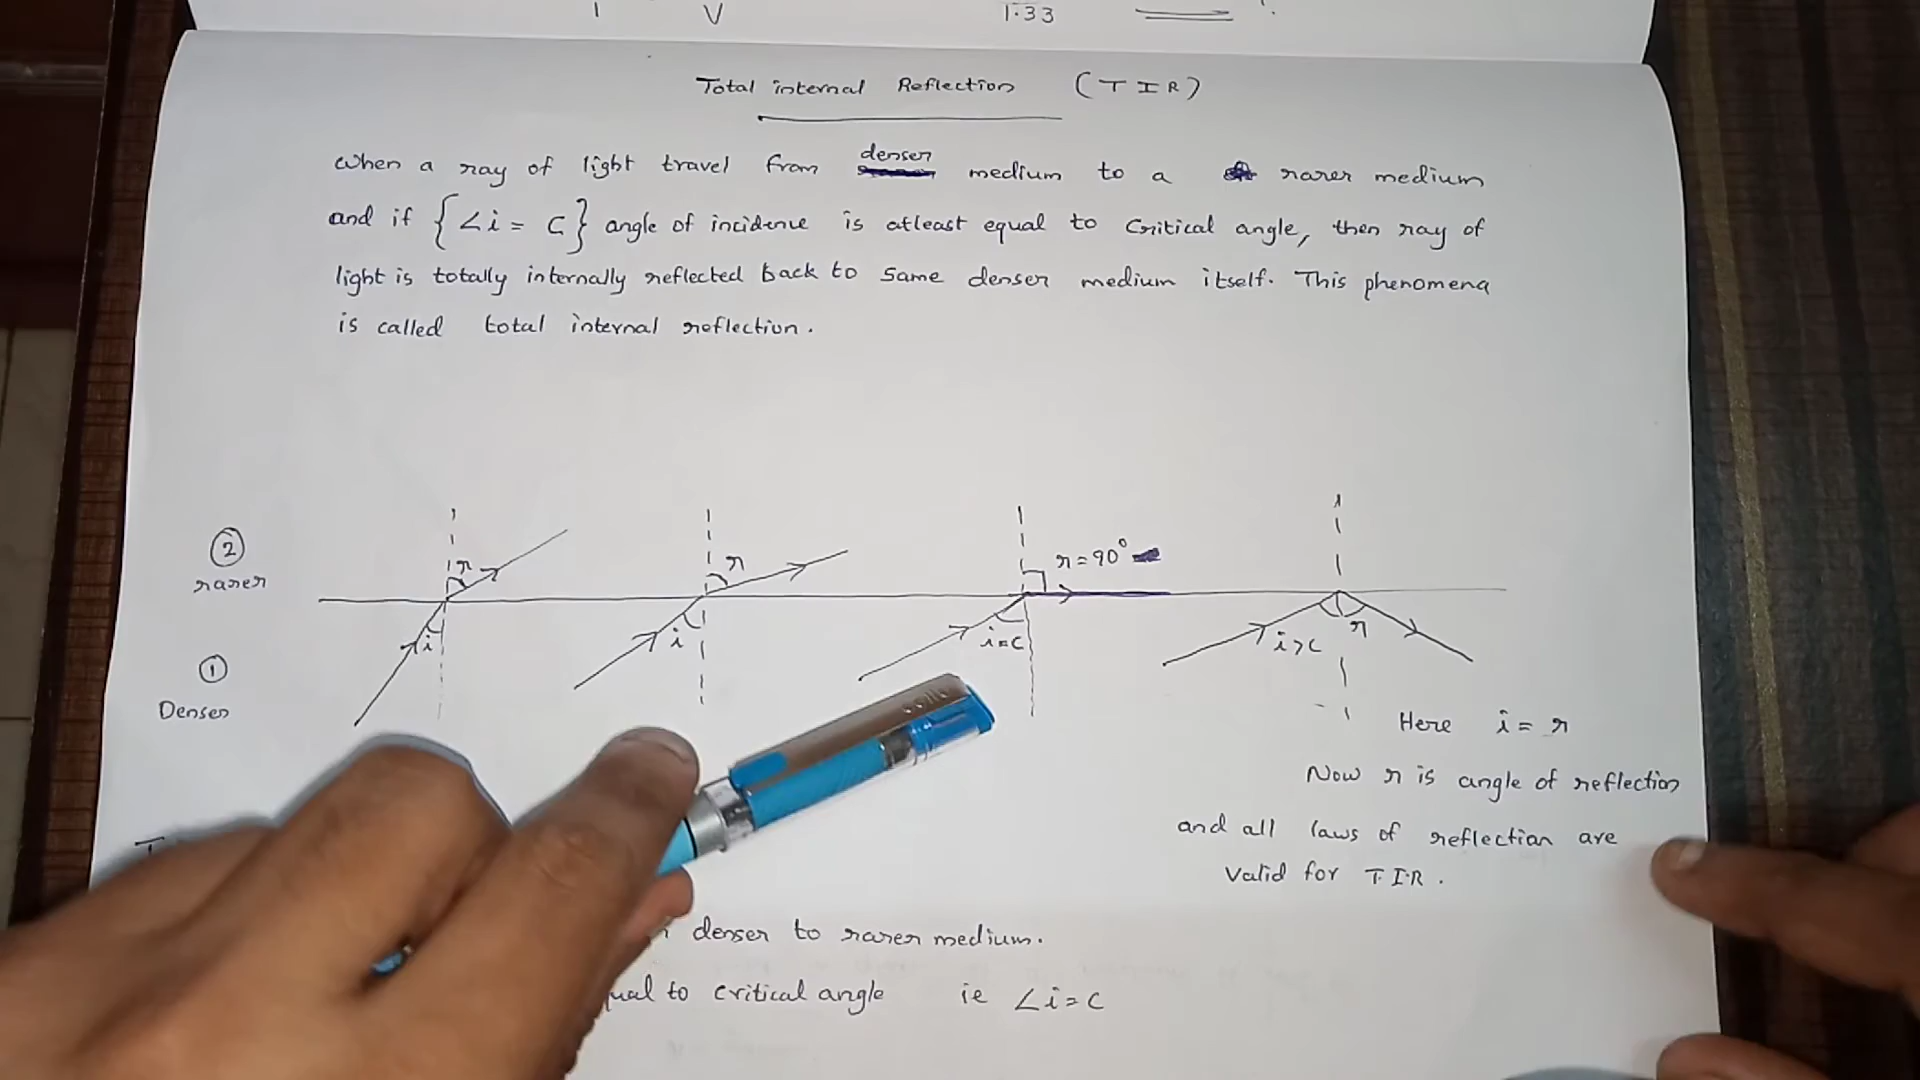 1 V 1.33
Total internal Reflection (TIR)
when a ray of light travel from denser medium to a rarer medium
and if {∠i = C} angle of incidence is atleast equal to critical angle, then ray of
light is totally internally reflected back to same denser medium itself. This phenomena
is called total internal reflection.
② rarer
① Denser
r
i
r
i
r=90°
i=C
i>C
r
Here i = r
Now r is angle of reflection
and all laws of reflection are
valid for T.I.R.
denser to rarer medium.
to critical angle ie ∠i=C